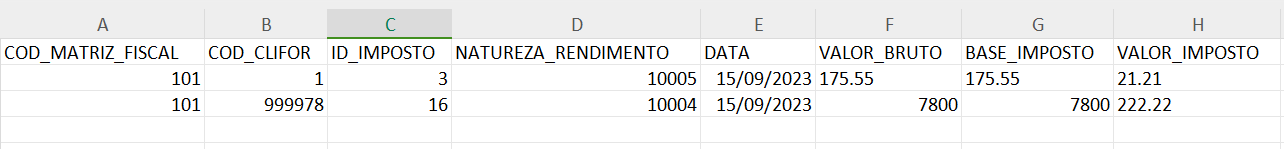 A B C D E F G H
COD_MATRIZ_FISCAL COD_CLIFOR ID_IMPOSTO NATUREZA_RENDIMENTO DATA VALOR_BRUTO BASE_IMPOSTO VALOR_IMPOSTO
101 1 3 10005 15/09/2023 175.55 175.55 21.21
101 999978 16 10004 15/09/2023 7800 7800 222.22